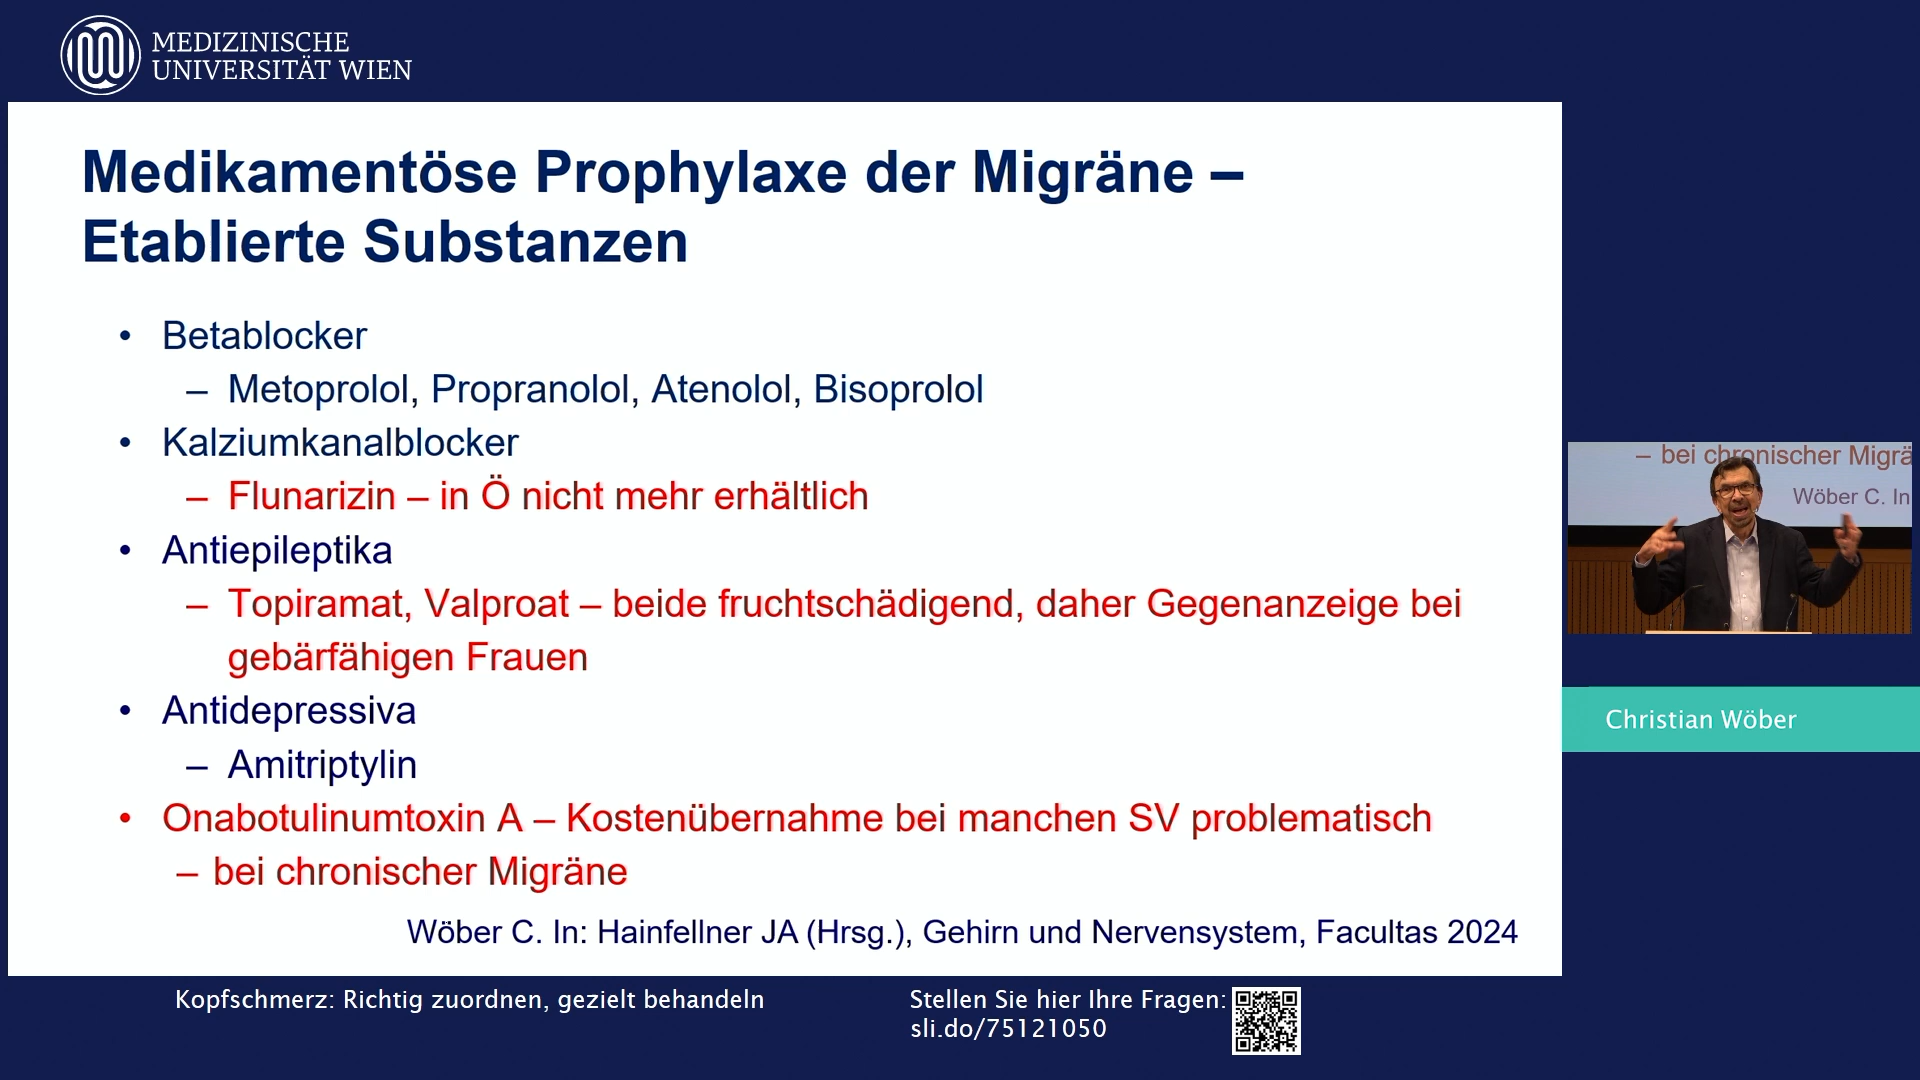 MEDIZINISCHE
UNIVERSITÄT WIEN
Medikamentöse Prophylaxe der Migräne –
Etablierte Substanzen
• Betablocker
– Metoprolol, Propranolol, Atenolol, Bisoprolol
• Kalziumkanalblocker
– Flunarizin – in Ö nicht mehr erhältlich
• Antiepileptika
– Topiramat, Valproat – beide fruchtschädigend, daher Gegenanzeige bei
gebärfähigen Frauen
• Antidepressiva
– Amitriptylin
• Onabotulinumtoxin A – Kostenübernahme bei manchen SV problematisch
– bei chronischer Migräne
Wöber C. In: Hainfellner JA (Hrsg.), Gehirn und Nervensystem, Facultas 2024
– bei chronischer Migrä
Wöber C. In
Christian Wöber
Kopfschmerz: Richtig zuordnen, gezielt behandeln
Stellen Sie hier Ihre Fragen:
sli.do/75121050